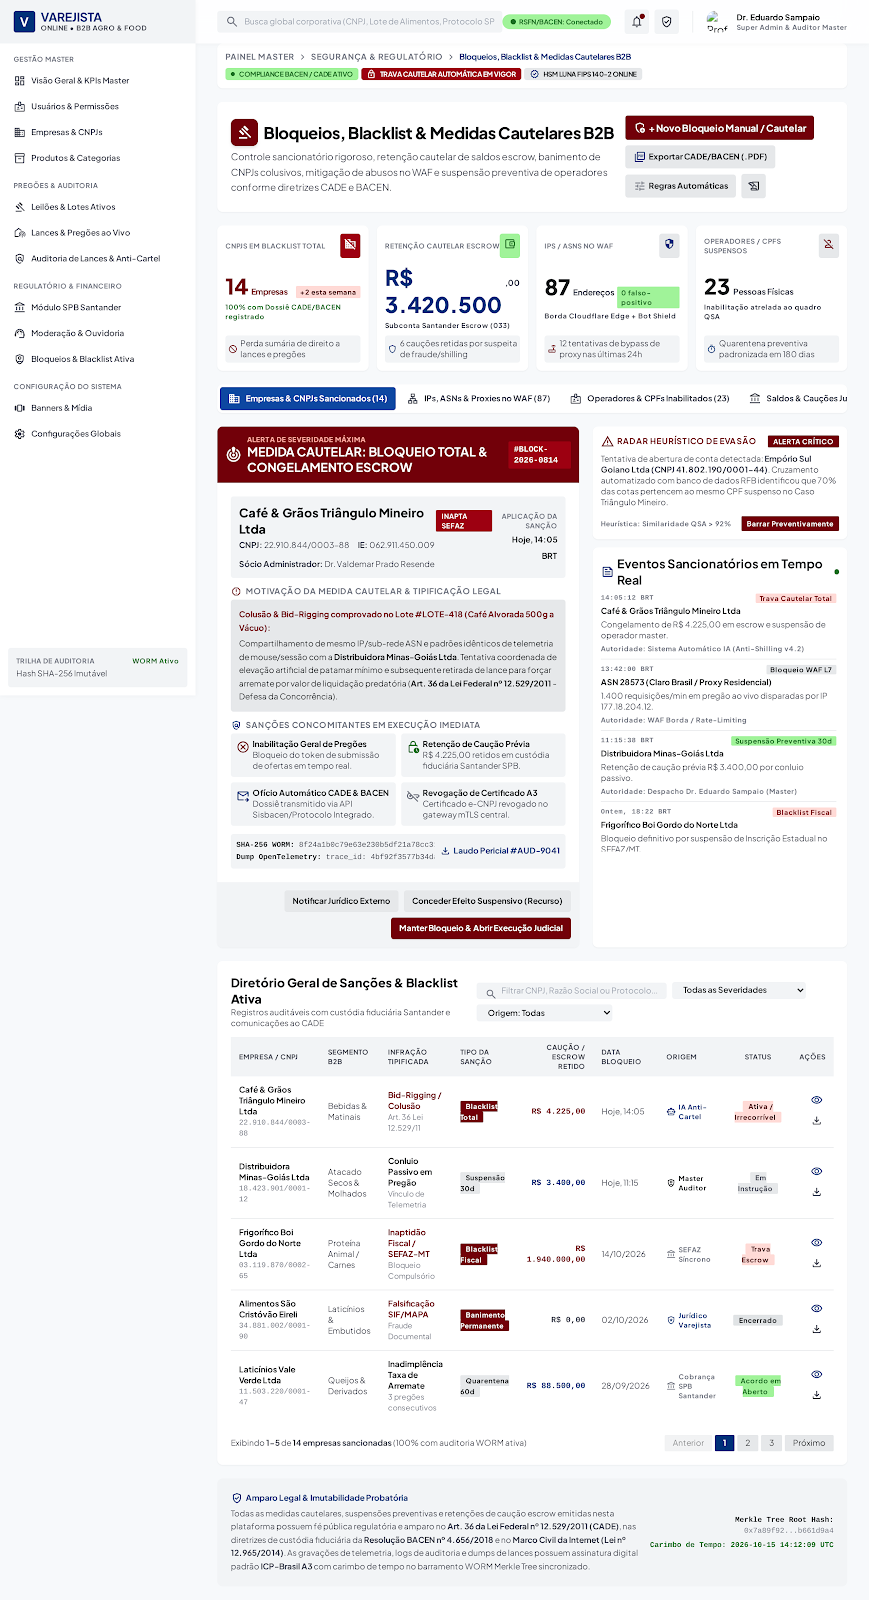 V VAREJISTA
ONLINE • B2B AGRO & FOOD
GESTÃO MASTER
Visão Geral & KPIs Master
Usuários & Permissões
Empresas & CNPJs
Produtos & Categorias
PREGÕES & AUDITORIA
Leilões & Lotes Ativos
Lances & Pregões ao Vivo
Auditoria de Lances & Anti-Cartel
REGULATÓRIO & FINANCEIRO
Módulo SPB Santander
Moderação & Ouvidoria
Bloqueios & Blacklist Ativa
CONFIGURAÇÃO DO SISTEMA
Banners & Mídia
Configurações Globais
TRILHA DE AUDITORIA WORM Ativo
Hash SHA-256 Imutável
Busca global corporativa (CNPJ, Lote de Alimentos, Protocolo SP
RSFN/BACEN: Conectado
Dr. Eduardo Sampaio
Super Admin & Auditor Master
PAINEL MASTER > SEGURANÇA & REGULATÓRIO > Bloqueios, Blacklist & Medidas Cautelares B2B
COMPLIANCE BACEN / CADE ATIVO TRAVA CAUTELAR AUTOMÁTICA EM VIGOR HSM LUNA FIPS 140-2 ONLINE
Bloqueios, Blacklist & Medidas Cautelares B2B
Controle sancionatório rigoroso, retenção cautelar de saldos escrow, banimento de
CNPJs colusivos, mitigação de abusos no WAF e suspensão preventiva de operadores
conforme diretrizes CADE e BACEN.
+ Novo Bloqueio Manual / Cautelar
Exportar CADE/BACEN (.PDF)
Regras Automáticas
CNPJS EM BLACKLIST TOTAL
14 Empresas +2 esta semana
100% com Dossiê CADE/BACEN
registrado
Perda sumária de direito a
lances e pregões
RETENÇÃO CAUTELAR ESCROW
R$
3.420.500 ,00
Subconta Santander Escrow (033)
6 cauções retidas por suspeita
de fraude/shilling
IPS / ASNS NO WAF
87 Endereços 0 falso-
positivo
Borda Cloudflare Edge + Bot Shield
12 tentativas de bypass de
proxy nas últimas 24h
OPERADORES / CPFS
SUSPENSOS
23 Pessoas Físicas
Inabilitação atrelada ao quadro
QSA
Quarentena preventiva
padronizada em 180 dias
Empresas & CNPJs Sancionados (14) IPs, ASNs & Proxies no WAF (87) Operadores & CPFs Inabilitados (23) Saldos & Cauções Ju
ALERTA DE SEVERIDADE MÁXIMA
MEDIDA CAUTELAR: BLOQUEIO TOTAL &
CONGELAMENTO ESCROW
#BLOCK-
2026-0814
Café & Grãos Triângulo Mineiro
Ltda
INAPTA
SEFAZ
CNPJ: 22.910.844/0003-88 IE: 062.911.450.009
Sócio Administrador: Dr. Valdemar Prado Resende
APLICAÇÃO DA
SANÇÃO
Hoje, 14:05
BRT
MOTIVAÇÃO DA MEDIDA CAUTELAR & TIPIFICAÇÃO LEGAL
Colusão & Bid-Rigging comprovado no Lote #LOTE-418 (Café Alvorada 500g a
Vácuo):
Compartilhamento de mesmo IP/sub-rede ASN e padrões idênticos de telemetria
de mouse/sessão com a Distribuidora Minas-Goiás Ltda. Tentativa coordenada de
elevação artificial de patamar mínimo e subsequente retirada de lance para forçar
arremate por valor de liquidação predatória (Art. 36 da Lei Federal nº 12.529/2011 -
Defesa da Concorrência).
SANÇÕES CONCOMITANTES EM EXECUÇÃO IMEDIATA
Inabilitação Geral de Pregões
Bloqueio do token de submissão
de ofertas em tempo real.
Retenção de Caução Prévia
R$ 4.225,00 retidos em custódia
fiduciária Santander SPB.
Ofício Automático CADE & BACEN
Dossiê transmitido via API
Sisbacen/Protocolo Integrado.
Revogação de Certificado A3
Certificado e-CNPJ revogado no
gateway mTLS central.
SHA-256 WORM: 8f24a1b0c79e63e230b5df21a78cc3
Dump OpenTelemetry: trace_id: 4bf92f3577b34d
Laudo Pericial #AUD-9041
Notificar Jurídico Externo Conceder Efeito Suspensivo (Recurso)
Manter Bloqueio & Abrir Execução Judicial
RADAR HEURÍSTICO DE EVASÃO ALERTA CRÍTICO
Tentativa de abertura de conta detectada: Empório Sul
Goiano Ltda (CNPJ 41.802.190/0001-44). Cruzamento
automatizado com banco de dados RFB identificou que 70%
das cotas pertencem ao mesmo CPF suspenso no Caso
Triângulo Mineiro.
Heurística: Similaridade QSA > 92% Barrar Preventivamente
Eventos Sancionatórios em Tempo
Real
14:05:12 BRT Trava Cautelar Total
Café & Grãos Triângulo Mineiro Ltda
Congelamento de R$ 4.225,00 em escrow e suspensão de
operador master.
Autoridade: Sistema Automático IA (Anti-Shilling v4.2)
13:42:00 BRT Bloqueio WAF L7
ASN 28573 (Claro Brasil / Proxy Residencial)
1.400 requisições/min em pregão ao vivo disparadas por IP
177.18.204.12.
Autoridade: WAF Borda / Rate-Limiting
11:15:38 BRT Suspensão Preventiva 30d
Distribuidora Minas-Goiás Ltda
Retenção de caução prévia R$ 3.400,00 por conluio
passivo.
Autoridade: Despacho Dr. Eduardo Sampaio (Master)
Ontem, 18:22 BRT Blacklist Fiscal
Frigorífico Boi Gordo do Norte Ltda
Bloqueio definitivo por suspensão de Inscrição Estadual no
SEFAZ/MT
Diretório Geral de Sanções & Blacklist
Ativa
Registros auditáveis com custódia fiduciária Santander e
comunicações ao CADE
Filtrar CNPJ, Razão Social ou Protocolo...
Todas as Severidades
Origem: Todas
EMPRESA / CNPJ SEGMENTO B2B INFRAÇÃO TIPIFICADA TIPO DA SANÇÃO CAUÇÃO / ESCROW RETIDO DATA BLOQUEIO ORIGEM STATUS AÇÕES
Café & Grãos Triângulo Mineiro Ltda 22.910.844/0003-88 Bebidas & Matinais Bid-Rigging / Colusão Art. 36 Lei 12.529/11 Blacklist Total R$ 4.225,00 Hoje, 14:05 IA Anti-Cartel Ativa / Irrecorrível
Distribuidora Minas-Goiás Ltda 18.423.901/0001-12 Atacado Secos & Molhados Conluio Passivo em Pregão Vínculo de Telemetria Suspensão 30d R$ 3.400,00 Hoje, 11:15 Master Auditor Em Instrução
Frigorífico Boi Gordo do Norte Ltda 03.119.870/0002-65 Proteína Animal / Carnes Inaptidão Fiscal / SEFAZ-MT Bloqueio Compulsório Blacklist Fiscal R$ 1.940.000,00 14/10/2026 SEFAZ Síncrono Trava Escrow
Alimentos São Cristóvão Eireli 34.881.002/0001-90 Laticínios & Embutidos Falsificação SIF/MAPA Fraude Documental Banimento Permanente R$ 0,00 02/10/2026 Jurídico Varejista Encerrado
Laticínios Vale Verde Ltda 11.503.220/0001-47 Queijos & Derivados Inadimplência Taxa de Arremate 3 pregões consecutivos Quarentena 60d R$ 88.500,00 28/09/2026 Cobrança SPB Santander Acordo em Aberto
Exibindo 1-5 de 14 empresas sancionadas (100% com auditoria WORM ativa)
Anterior 1 2 3 Próximo
Amparo Legal & Imutabilidade Probatória
Todas as medidas cautelares, suspensões preventivas e retenções de caução escrow emitidas nesta
plataforma possuem fé pública regulatória e amparo no Art. 36 da Lei Federal nº 12.529/2011 (CADE), nas
diretrizes de custódia fiduciária da Resolução BACEN nº 4.656/2018 e no Marco Civil da Internet (Lei nº
12.965/2014). As gravações de telemetria, logs de auditoria e dumps de lances possuem assinatura digital
padrão ICP-Brasil A3 com carimbo de tempo no barramento WORM Merkle Tree sincronizado.
Merkle Tree Root Hash:
0x7a89f92...b661d9a4
Carimbo de Tempo: 2026-10-15 14:12:09 UTC